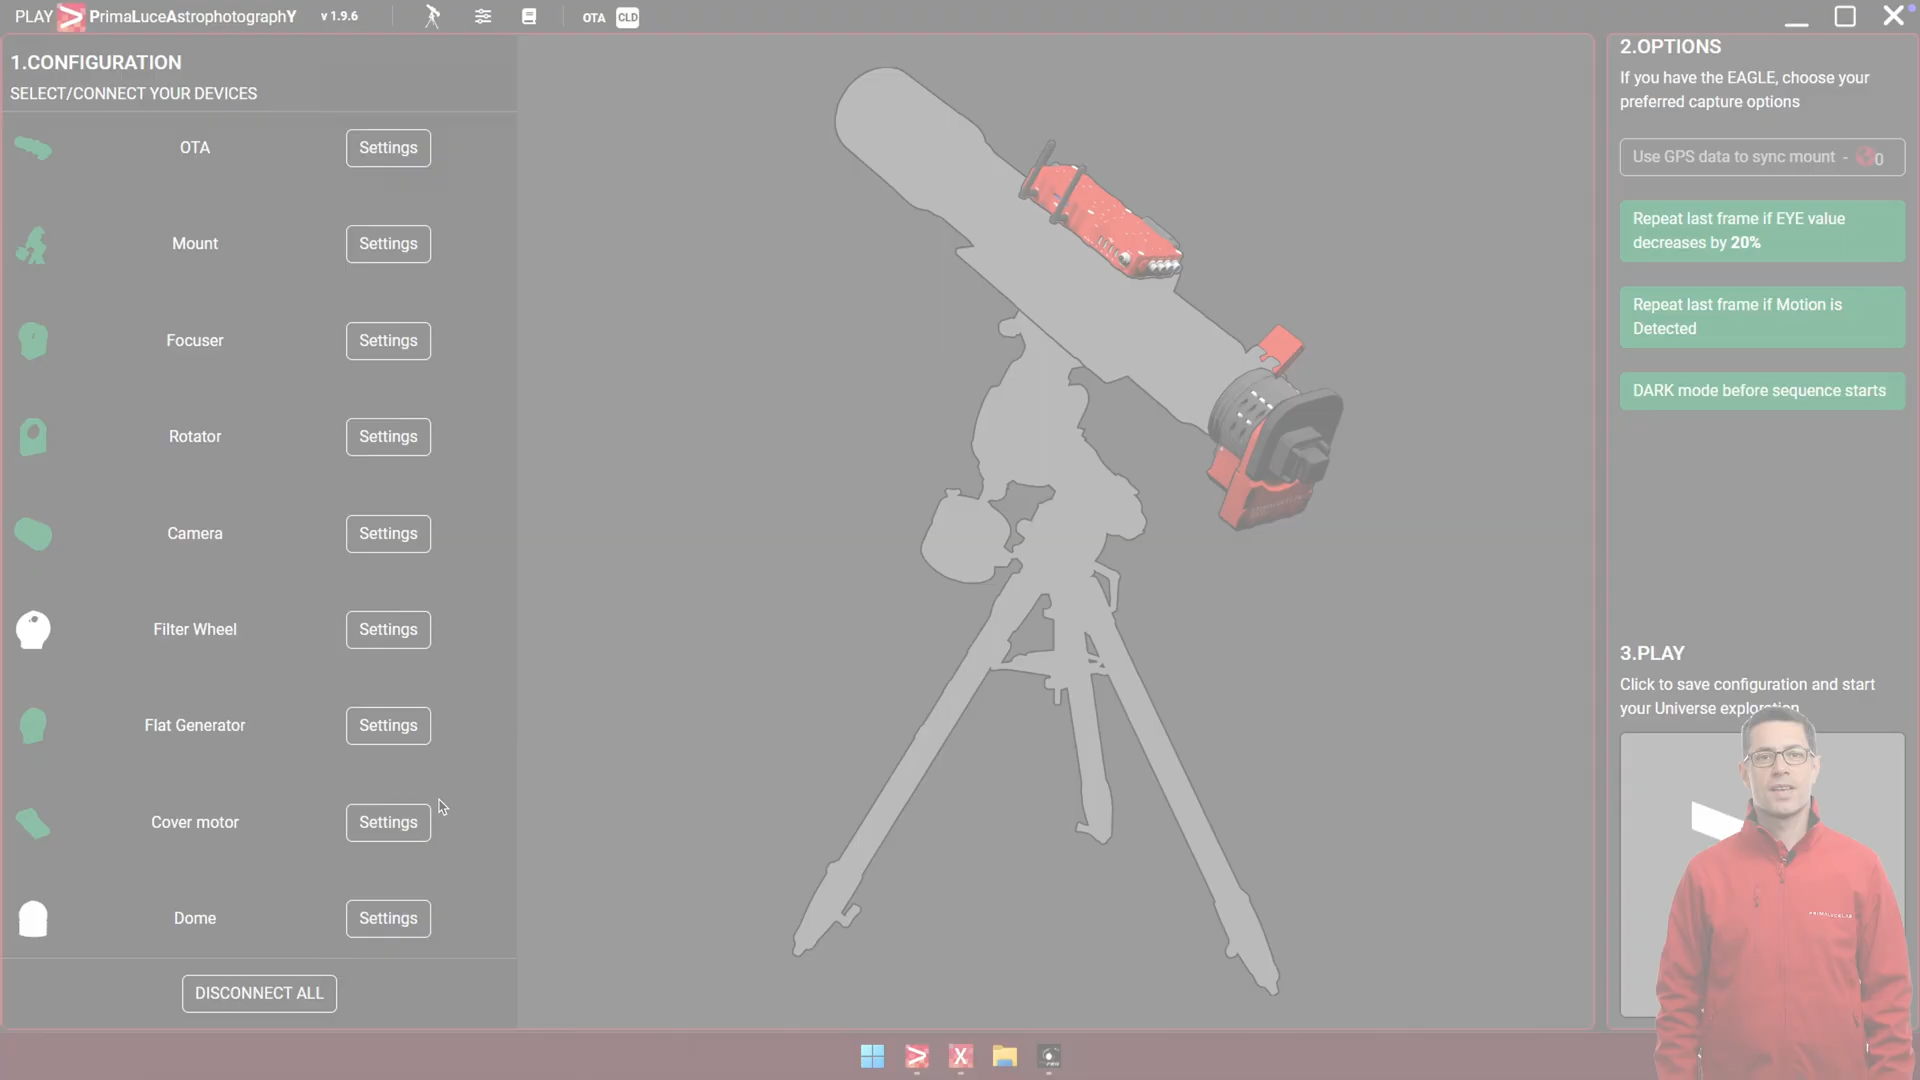 PLAY PrimaLuceAstrophotographY v 1.9.6 OTA CLD
1.CONFIGURATION
SELECT/CONNECT YOUR DEVICES
OTA Settings
Mount Settings
Focuser Settings
Rotator Settings
Camera Settings
Filter Wheel Settings
Flat Generator Settings
Cover motor Settings
Dome Settings
DISCONNECT ALL
2.OPTIONS
If you have the EAGLE, choose your
preferred capture options
Use GPS data to sync mount - 0
Repeat last frame if EYE value
decreases by 20%
Repeat last frame if Motion is
Detected
DARK mode before sequence starts
3.PLAY
Click to save configuration and start
your Universe exploration
PRIMALUCELAB